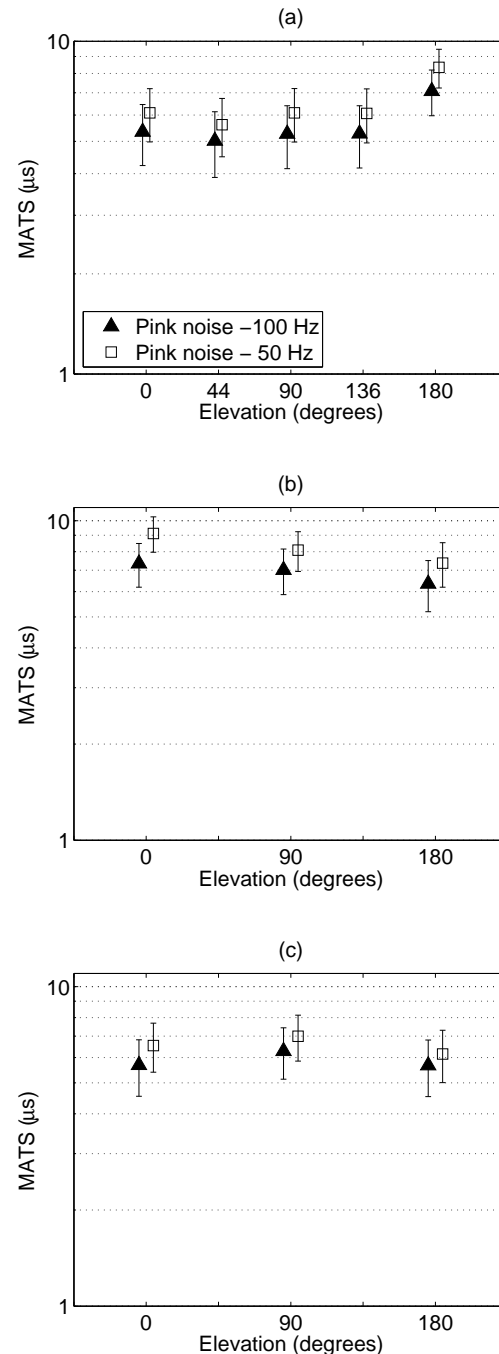 (a)
10
MATS (μs)
Pink noise −100 Hz
Pink noise − 50 Hz
1
0 44 90 136 180
Elevation (degrees)
(b)
10
MATS (μs)
1
0 90 180
Elevation (degrees)
(c)
10
MATS (μs)
1
0 90 180
Elevation (degrees)